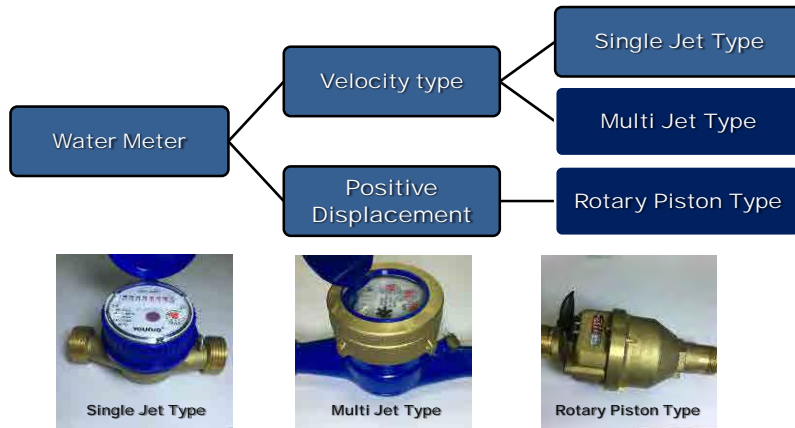 Single Jet Type
Velocity type
Multi Jet Type
Water Meter
Positive
Displacement
Rotary Piston Type
Single Jet Type
Multi Jet Type
Rotary Piston Type